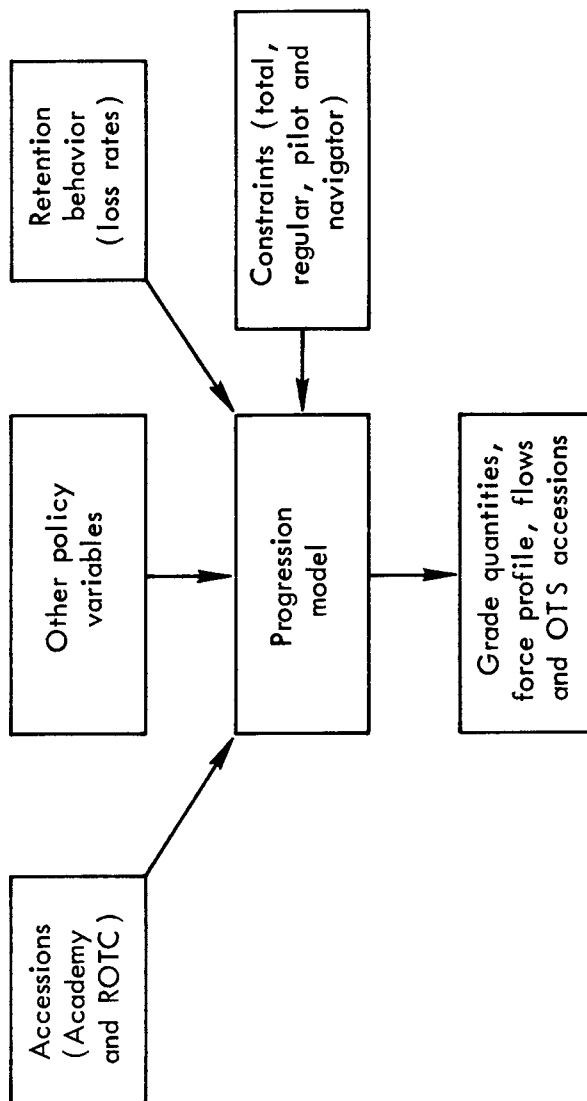 Accessions
(Academy
and ROTC)
Other policy
variables
Retention
behavior
(loss rates)
Progression
model
Constraints (total,
regular, pilot and
navigator)
Grade quantities,
force profile, flows
and OTS accessions